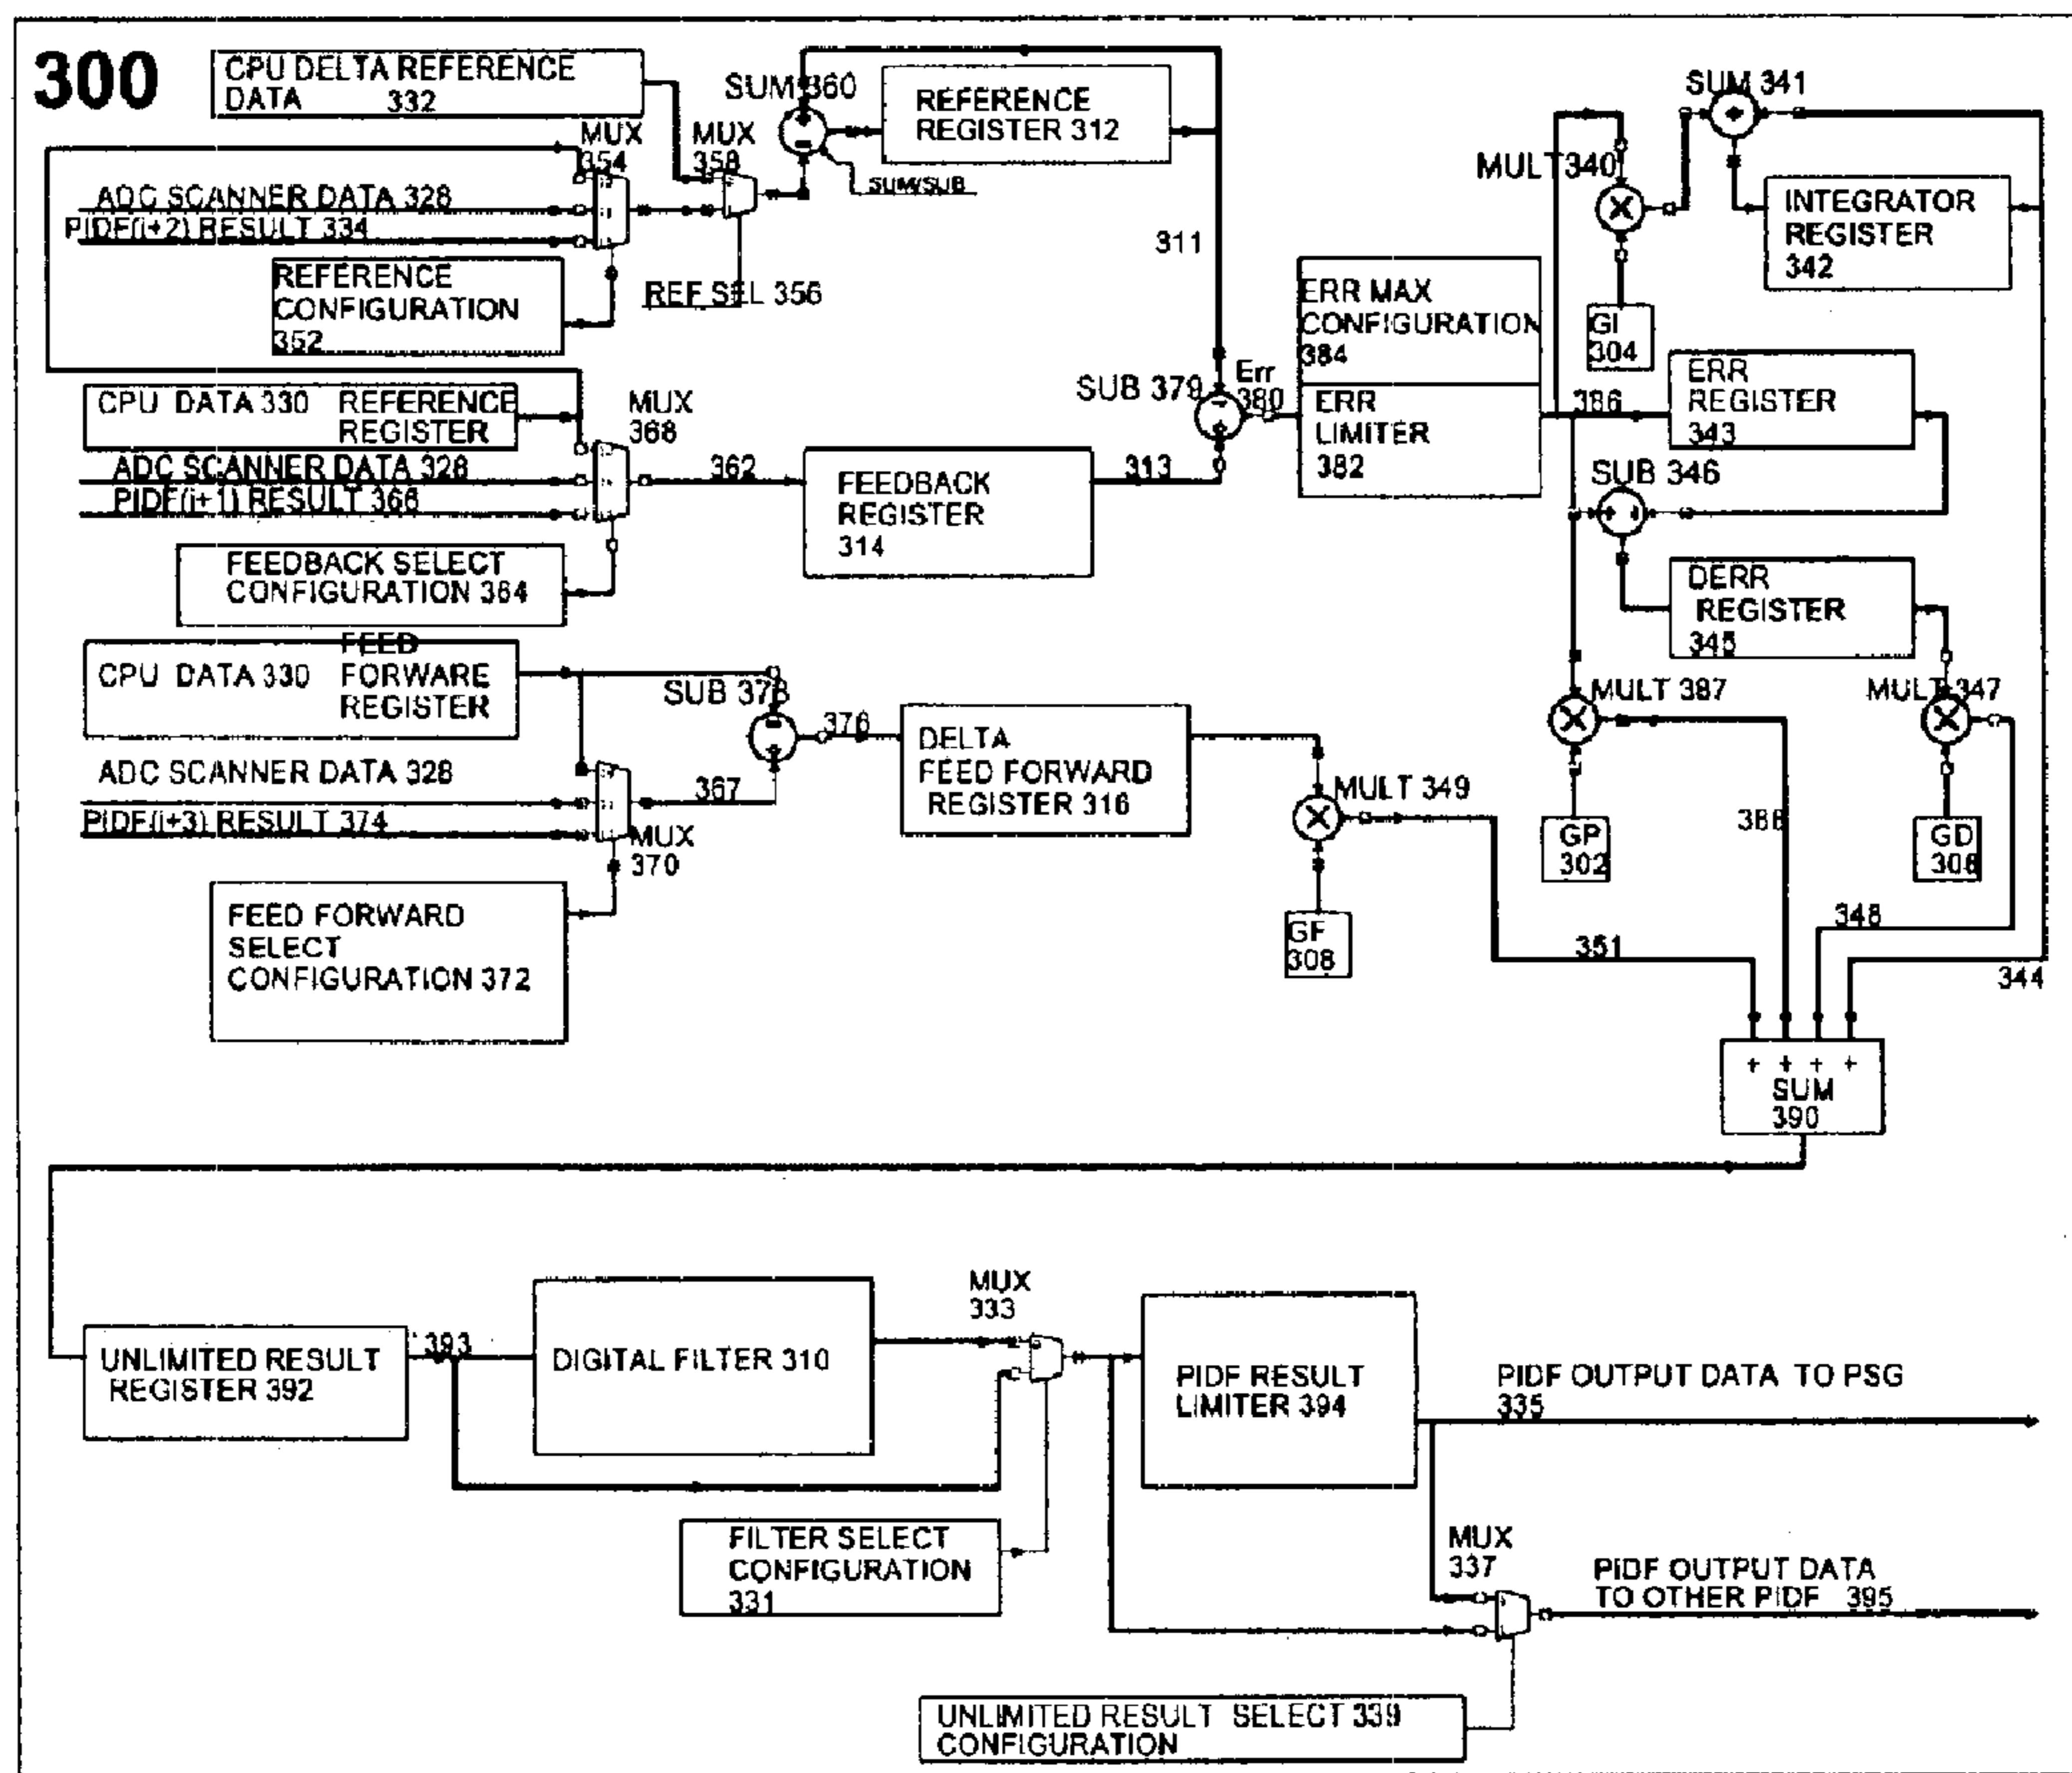 300
CPU DELTA REFERENCE
DATA 332
MUX
354
MUX
358
SUM 360
REFERENCE
REGISTER 312
SUM/SUB
ADC SCANNER DATA 328
PIDF(i+2) RESULT 334
REFERENCE
CONFIGURATION
352
REF SEL 356
311
SUM 341
MULT 340
INTEGRATOR
REGISTER
342
GI
304
ERR MAX
CONFIGURATION
384
ERR
LIMITER
382
SUB 379
Err
380
386
ERR
REGISTER
343
CPU DATA 330 REFERENCE
REGISTER
MUX
368
ADC SCANNER DATA 328
PIDF(i+1) RESULT 366
362
FEEDBACK
REGISTER
314
313
FEEDBACK SELECT
CONFIGURATION 364
SUB 346
DERR
REGISTER
345
CPU DATA 330 FEED
FORWARE
REGISTER
SUB 378
376
DELTA
FEED FORWARD
REGISTER 316
ADC SCANNER DATA 328
PIDF(i+3) RESULT 374
367
MUX
370
MULT 349
MULT 387
MULT 347
GP
302
388
GD
306
FEED FORWARD
SELECT
CONFIGURATION 372
GF
308
351
348
344
+ + + +
SUM
390
UNLIMITED RESULT
REGISTER 392
393
DIGITAL FILTER 310
MUX
333
PIDF RESULT
LIMITER 394
PIDF OUTPUT DATA TO PSG
335
FILTER SELECT
CONFIGURATION
331
MUX
337
PIDF OUTPUT DATA
TO OTHER PIDF 395
UNLIMITED RESULT SELECT 339
CONFIGURATION